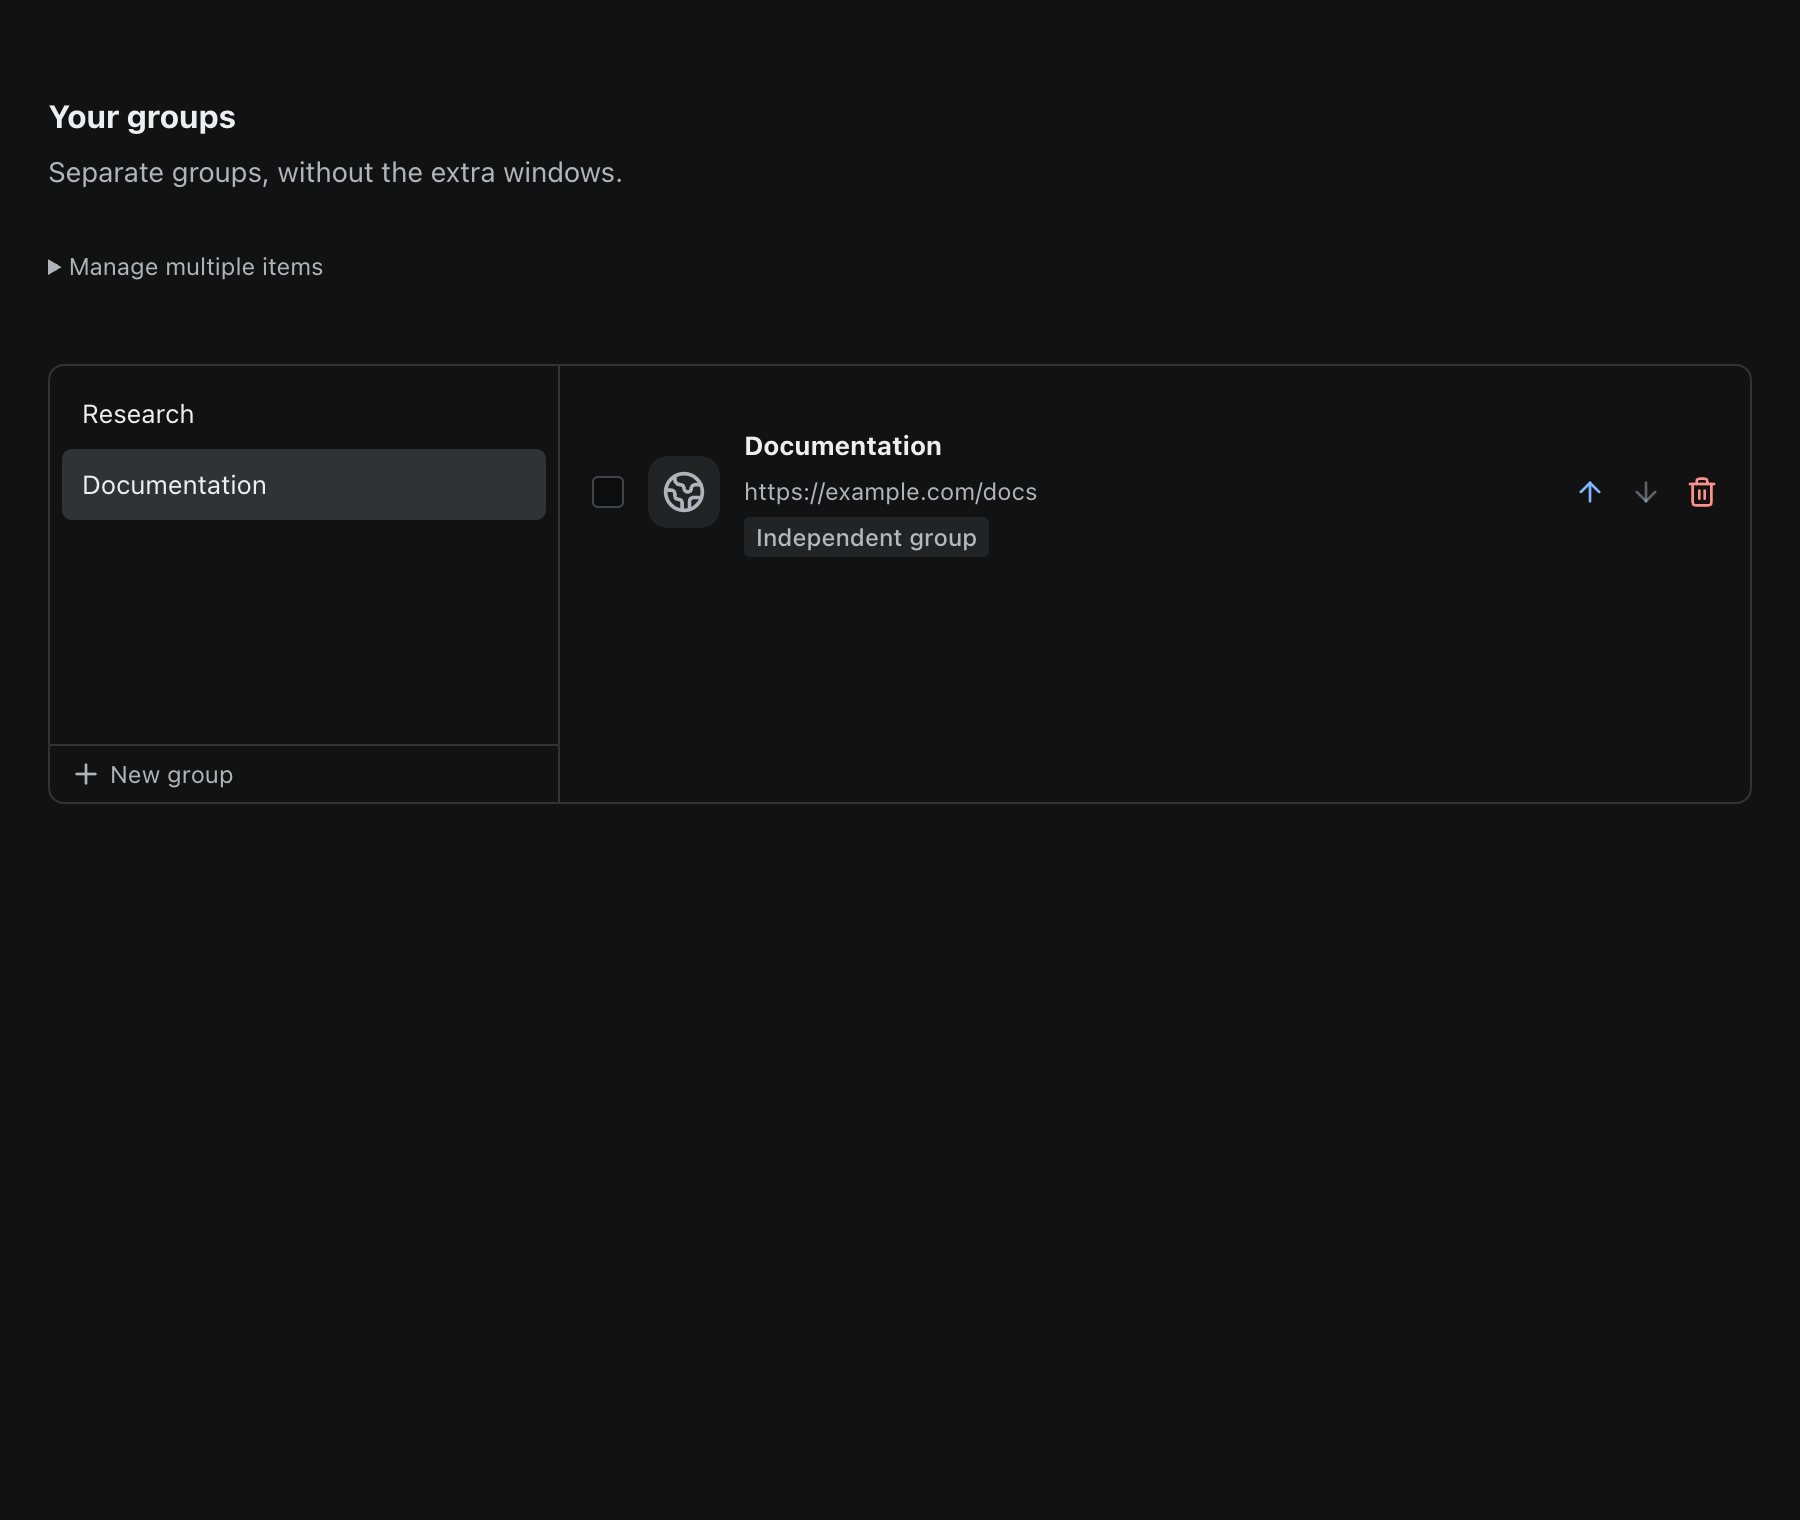 Your groups
Separate groups, without the extra windows.
Manage multiple items
Research
Documentation
New group
Documentation
https://example.com/docs
Independent group